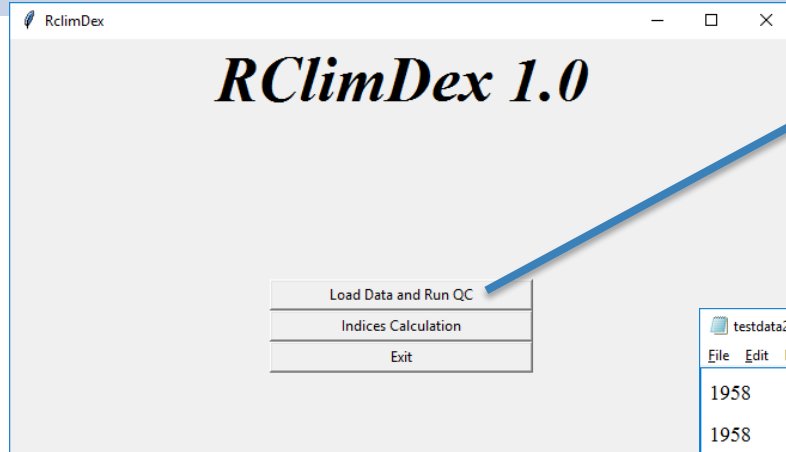 RclimDex
RClimDex 1.0
Load Data and Run QC
Indices Calculation
Exit
testdata2
File Edit
1958
1958